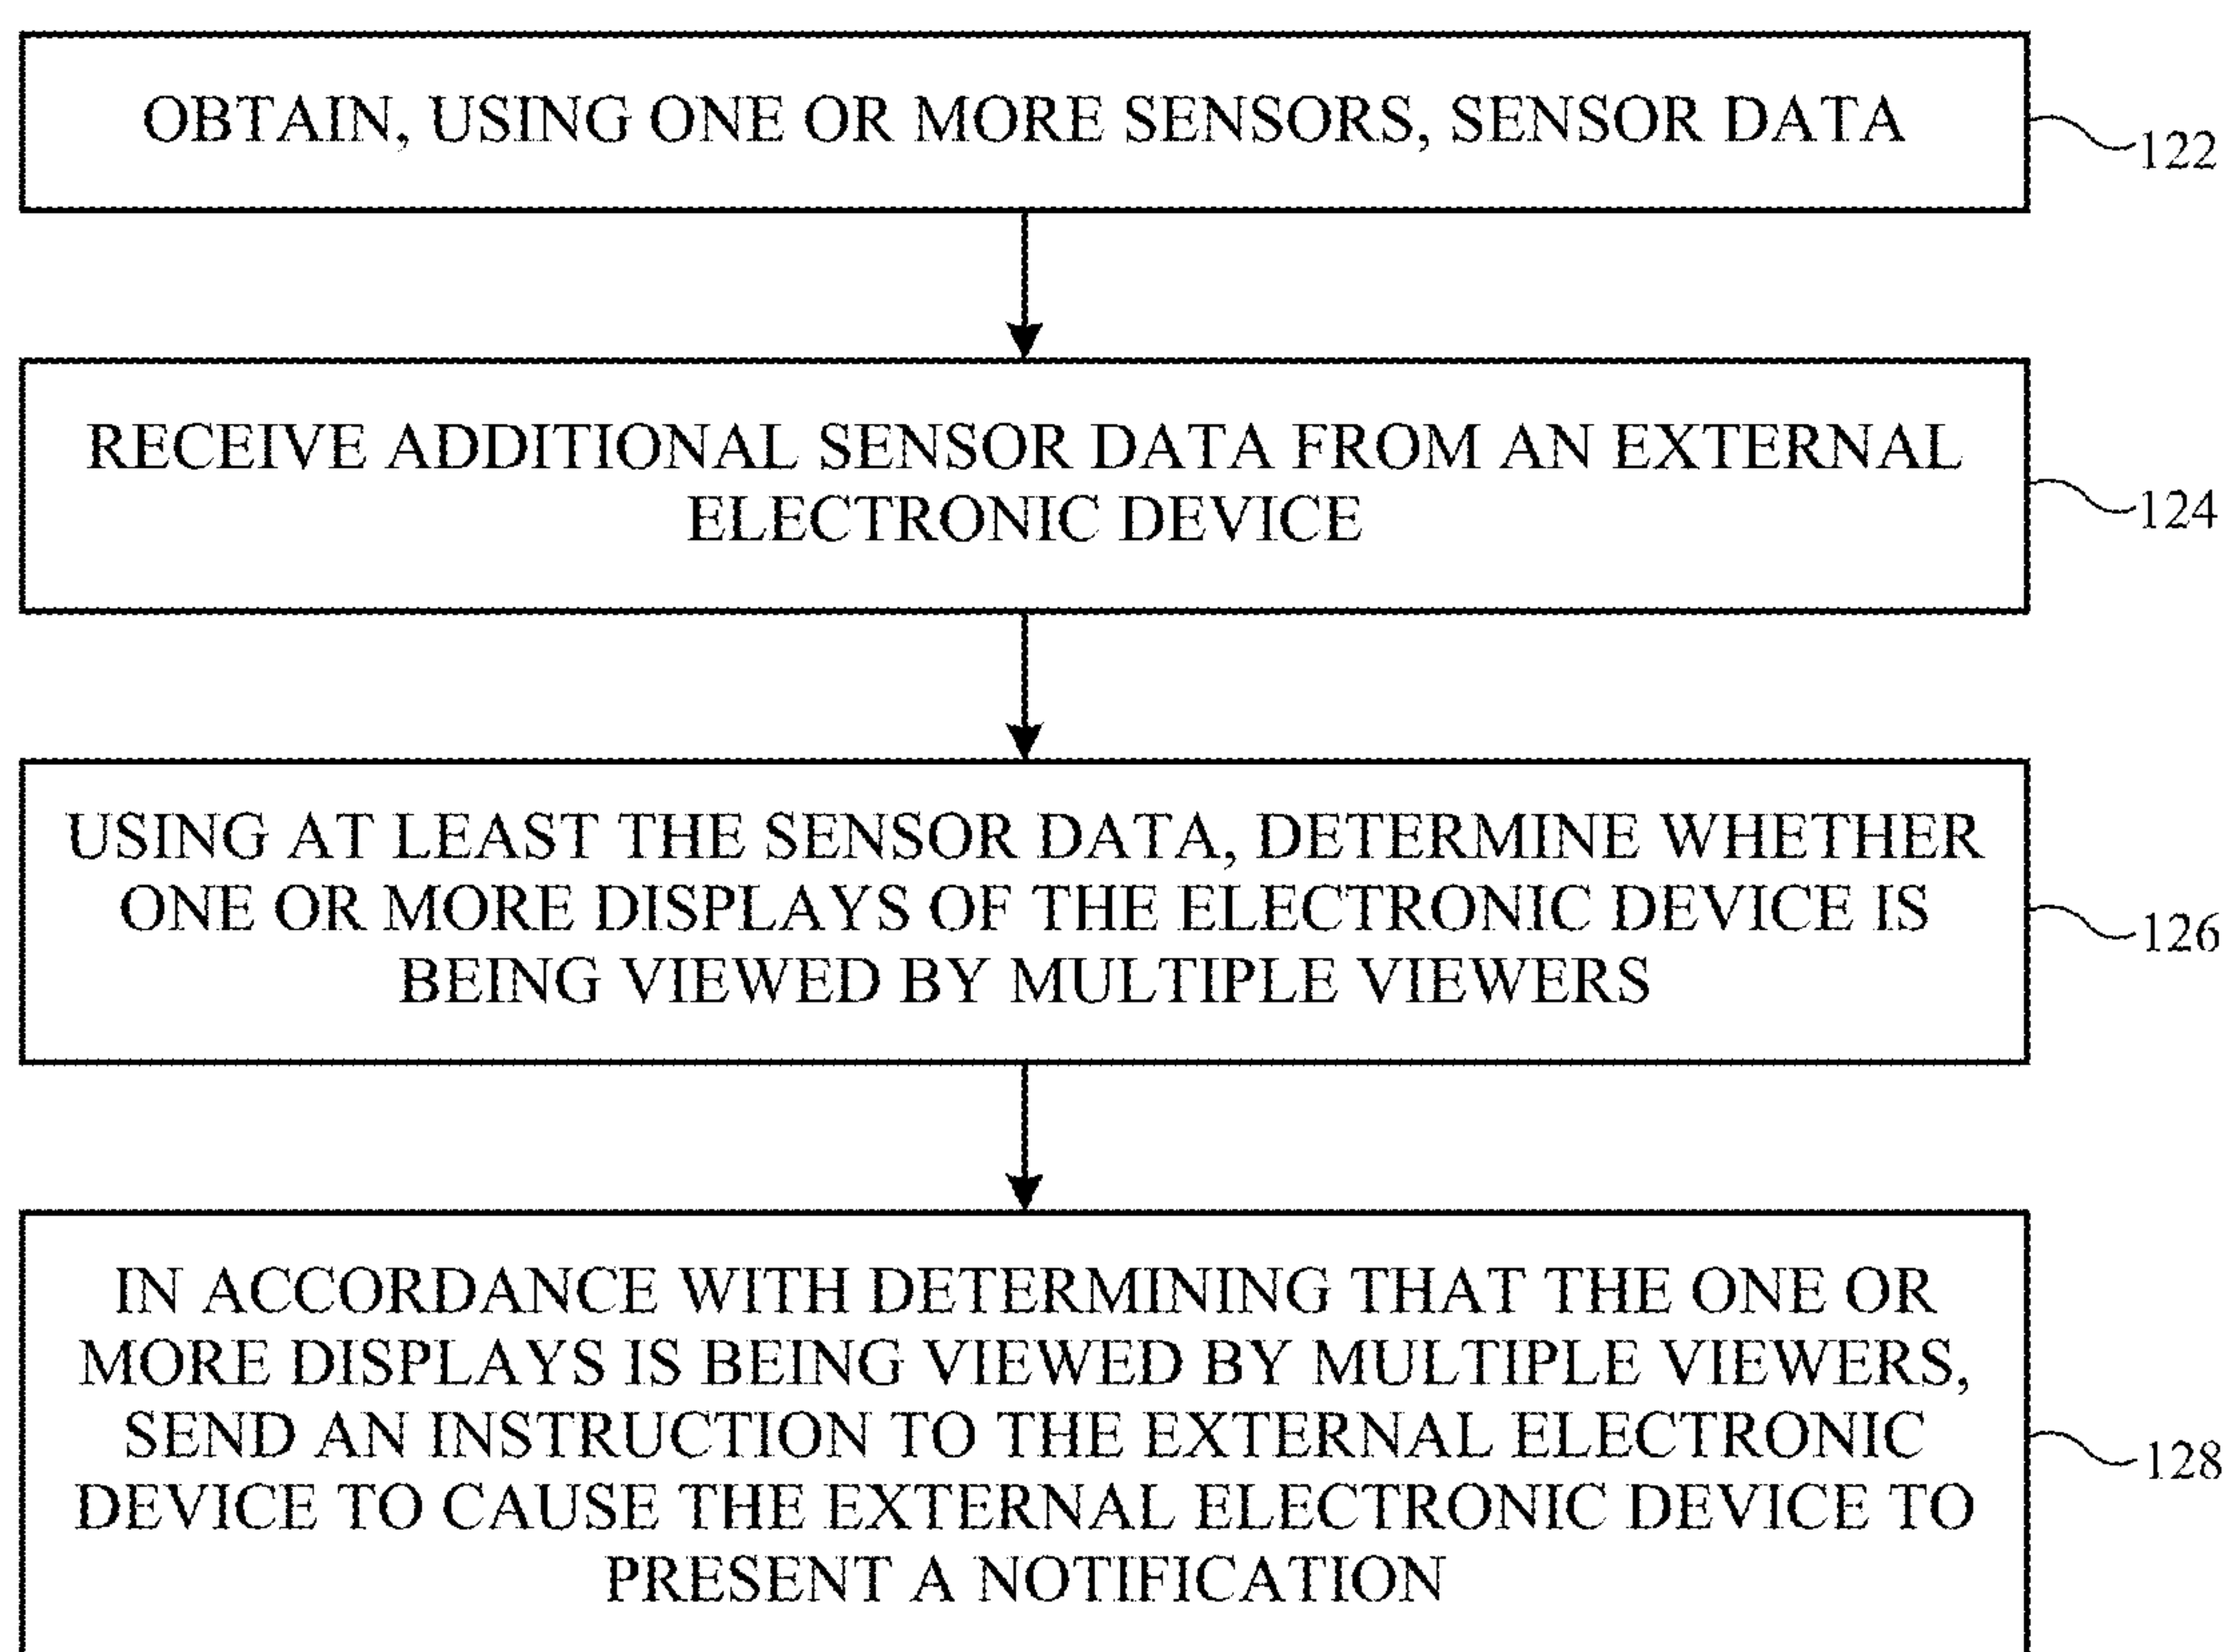 OBTAIN, USING ONE OR MORE SENSORS, SENSOR DATA
122
RECEIVE ADDITIONAL SENSOR DATA FROM AN EXTERNAL
ELECTRONIC DEVICE
124
USING AT LEAST THE SENSOR DATA, DETERMINE WHETHER
ONE OR MORE DISPLAYS OF THE ELECTRONIC DEVICE IS
BEING VIEWED BY MULTIPLE VIEWERS
126
IN ACCORDANCE WITH DETERMINING THAT THE ONE OR
MORE DISPLAYS IS BEING VIEWED BY MULTIPLE VIEWERS,
SEND AN INSTRUCTION TO THE EXTERNAL ELECTRONIC
DEVICE TO CAUSE THE EXTERNAL ELECTRONIC DEVICE TO
PRESENT A NOTIFICATION
128